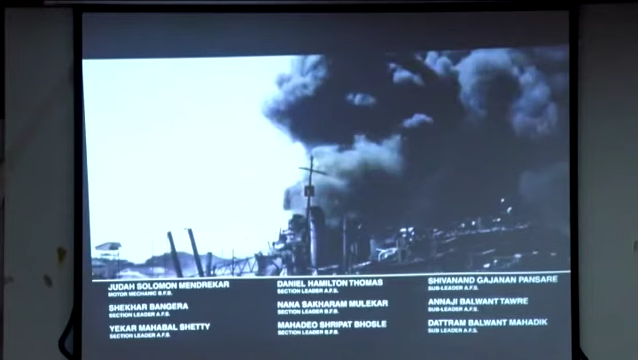 JUDAH SOLOMON MENDREKAR
MOTOR MECHANIC B.F.B.
SHEKHAR BANGERA
SECTION LEADER A.F.S.
YEKAR MAHABAL SHETTY
SECTION LEADER A.F.S.
DANIEL HAMILTON THOMAS
SECTION LEADER A.F.S.
NANA SAKHARAM MULEKAR
SECTION LEADER B.F.B.
MAHADEO SHRIPAT BHOSLE
SECTION LEADER B.F.B.
SHIVANAND GAJANAN PANSARE
SUB-LEADER A.F.S.
ANNAJI BALWANT TAWRE
SUB-LEADER A.F.S.
DATTRAM BALWANT MAHADIK
SUB LEADER A.F.S.